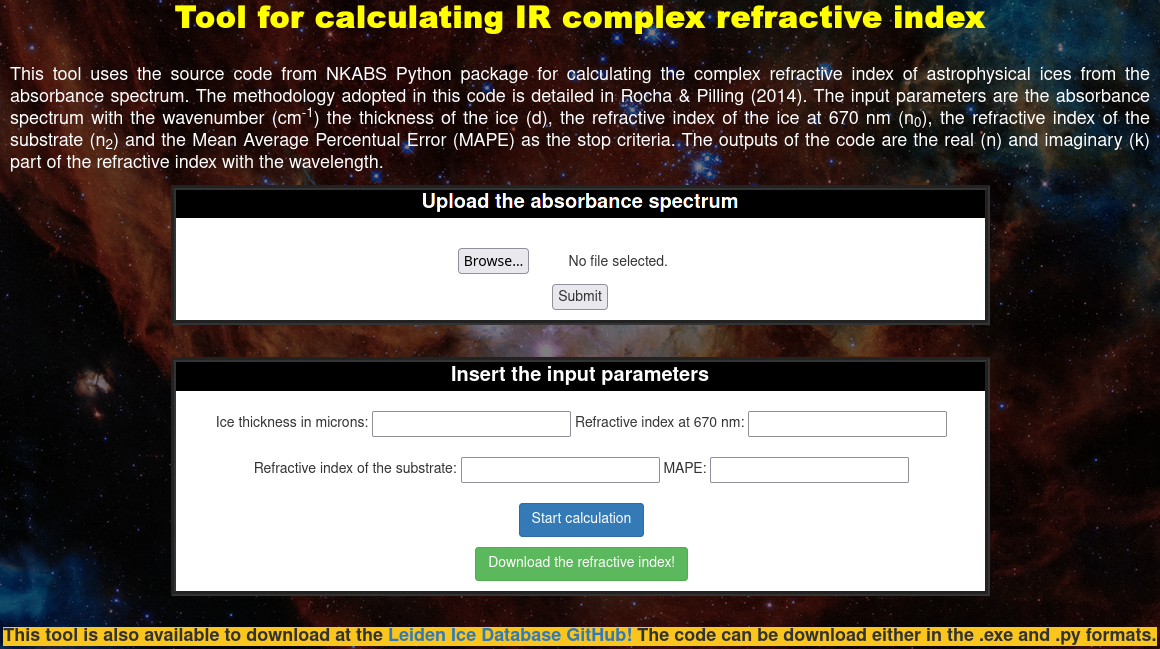 Tool for calculating IR complex refractive index
This tool uses the source code from NKABS Python package for calculating the complex refractive index of astrophysical ices from the
absorbance spectrum. The methodology adopted in this code is detailed in Rocha & Pilling (2014). The input parameters are the absorbance
spectrum with the wavenumber (cm⁻¹) the thickness of the ice (d), the refractive index of the ice at 670 nm (n₀), the refractive index of the
substrate (n₂) and the Mean Average Percentual Error (MAPE) as the stop criteria. The outputs of the code are the real (n) and imaginary (k)
part of the refractive index with the wavelength.
Upload the absorbance spectrum
Browse... No file selected.
Submit
Insert the input parameters
Ice thickness in microns: Refractive index at 670 nm:
Refractive index of the substrate: MAPE:
Start calculation
Download the refractive index!
This tool is also available to download at the Leiden Ice Database GitHub! The code can be download either in the .exe and .py formats.